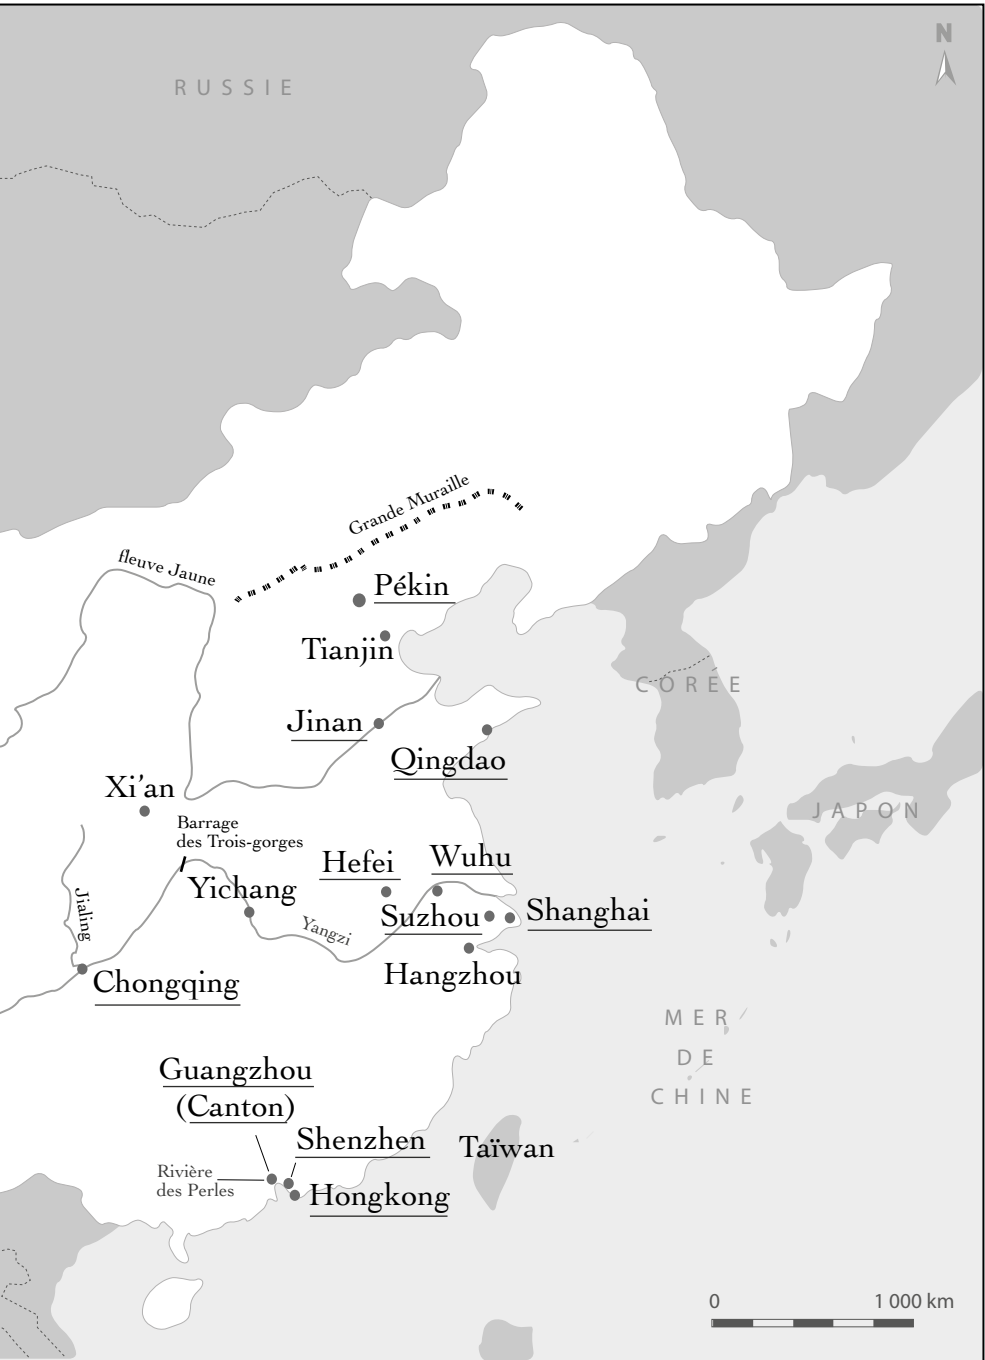 N
RUSSIE
Grande Muraille
fleuve Jaune
Pékin
Tianjin
CORÉE
Jinan
Qingdao
Xi’an
JAPON
Barrage
des Trois-gorges
Hefei
Wuhu
Yichang
Jialing
Yangzi
Suzhou
Shanghai
Hangzhou
Chongqing
MER
DE
CHINE
Guangzhou
(Canton)
Shenzhen
Taïwan
Rivière
des Perles
Hongkong
0 1 000 km